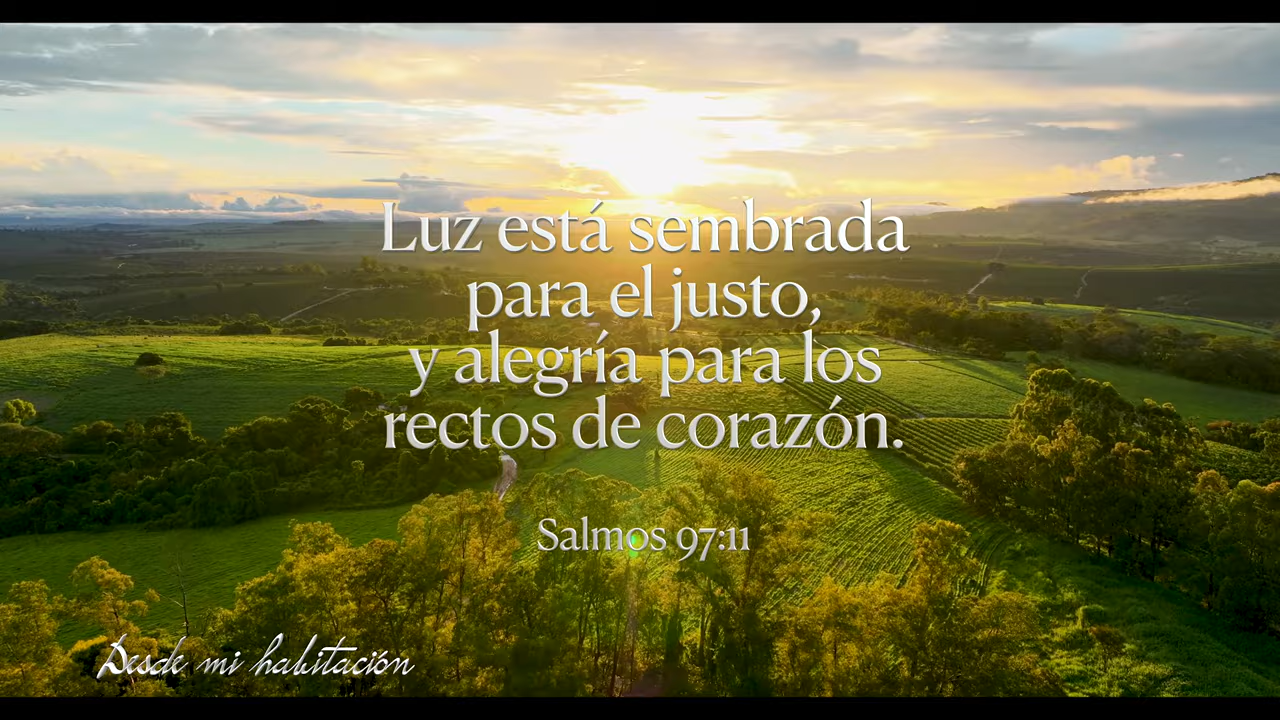 Luz está sembrada
para el justo,
y alegría para los
rectos de corazón.
Salmos 97:11
Desde mi habitación